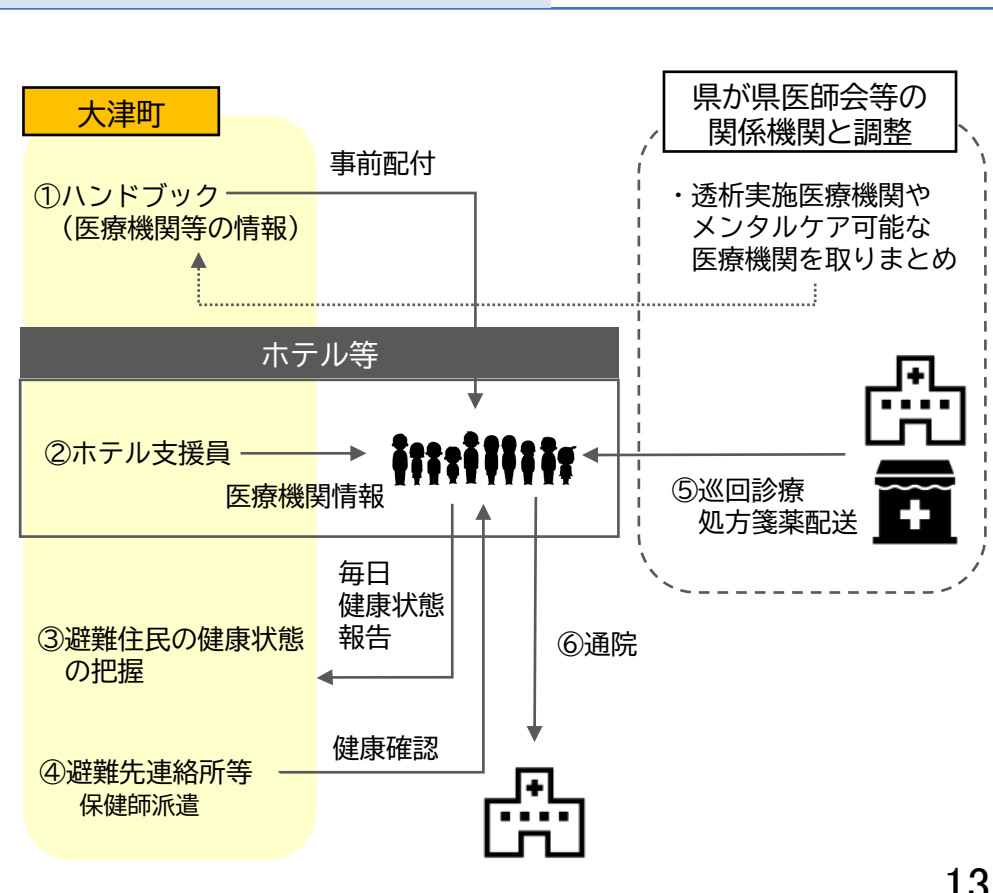 大津町
県が県医師会等の
関係機関と調整
事前配付
①ハンドブック
（医療機関等の情報）
・透析実施医療機関や
メンタルケア可能な
医療機関を取りまとめ
ホテル等
②ホテル支援員
医療機関情報
⑤巡回診療
処方箋薬配送
毎日
健康状態
報告
③避難住民の健康状態
の把握
⑥通院
健康確認
④避難先連絡所等
保健師派遣
13